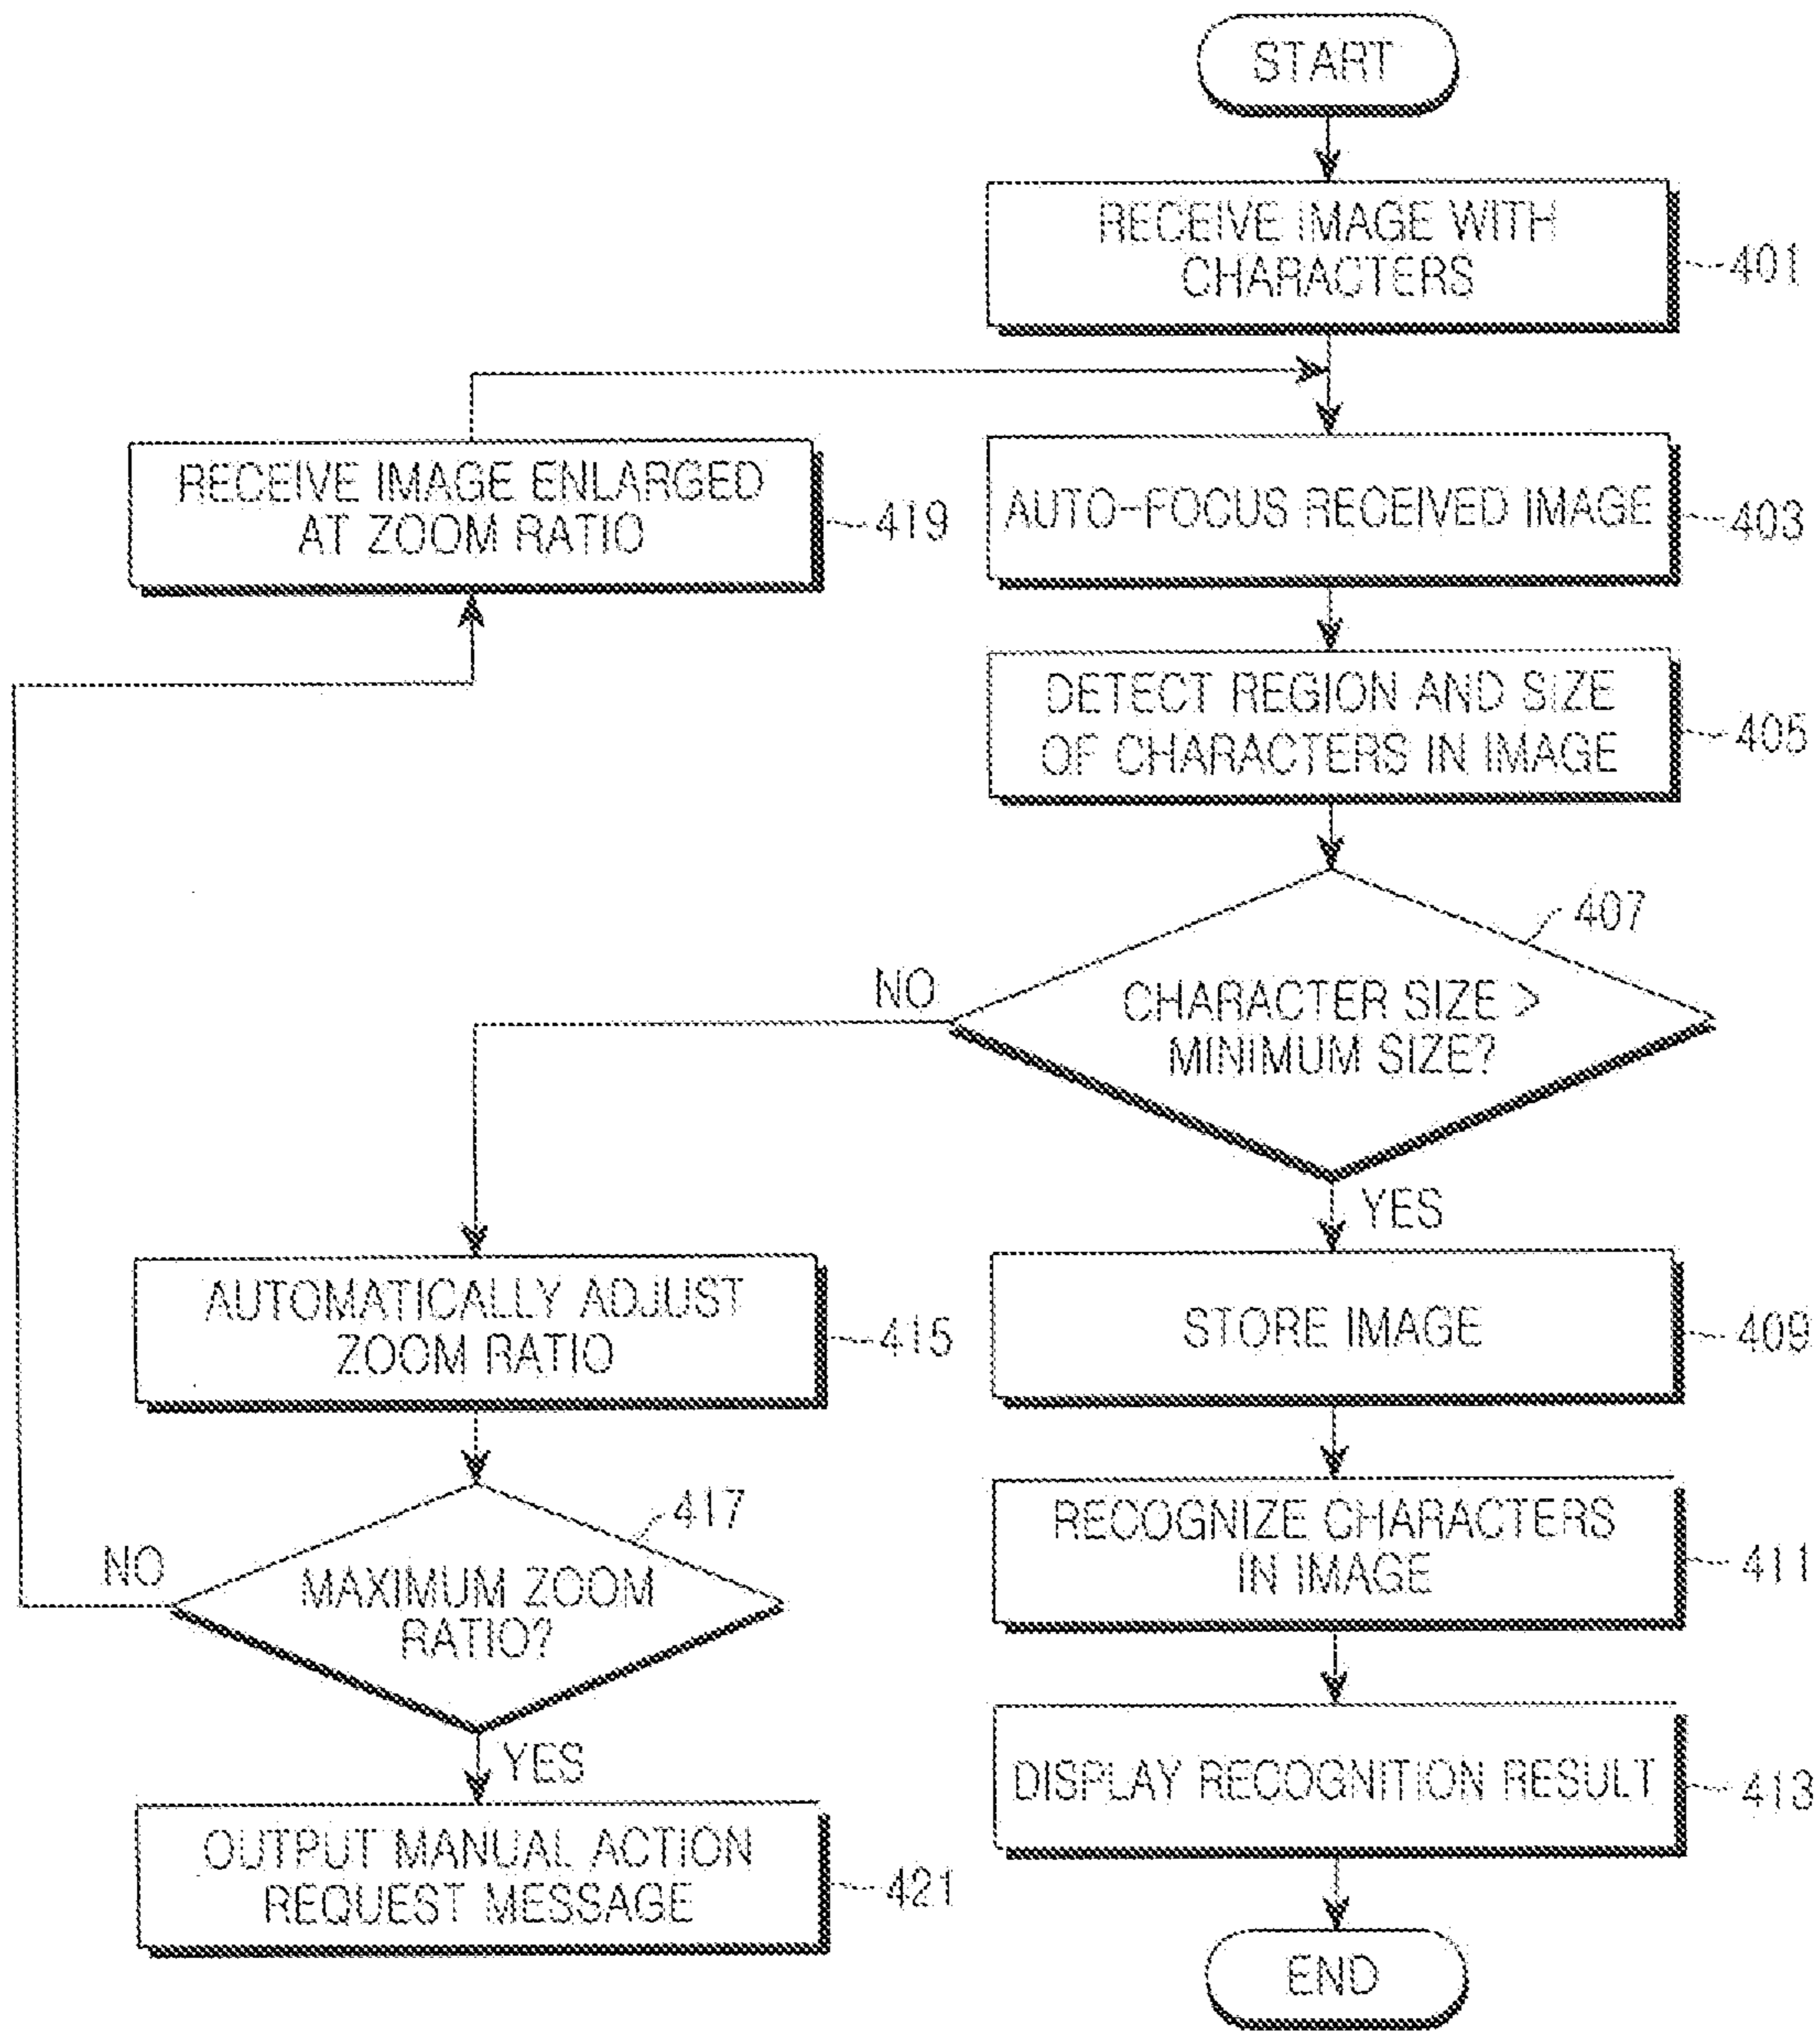 START
RECEIVE IMAGE WITH
CHARACTERS
401
RECEIVE IMAGE ENLARGED
AT ZOOM RATIO
419
AUTO-FOCUS RECEIVED IMAGE
403
DETECT REGION AND SIZE
OF CHARACTERS IN IMAGE
405
407
NO
CHARACTER SIZE >
MINIMUM SIZE?
YES
AUTOMATICALLY ADJUST
ZOOM RATIO
415
STORE IMAGE
409
417
NO
MAXIMUM ZOOM
RATIO?
YES
RECOGNIZE CHARACTERS
IN IMAGE
411
DISPLAY RECOGNITION RESULT
413
OUTPUT MANUAL ACTION
REQUEST MESSAGE
421
END